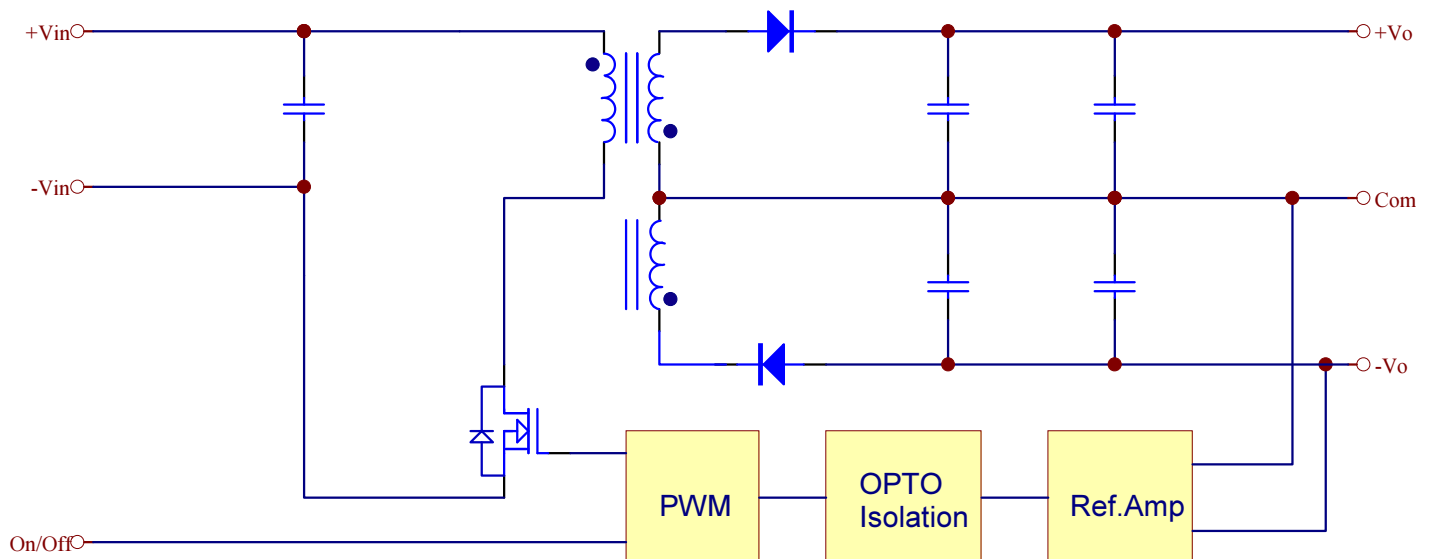 +Vin
+Vo
-Vin
Com
-Vo
PWM
OPTO
Isolation
Ref.Amp
On/Off